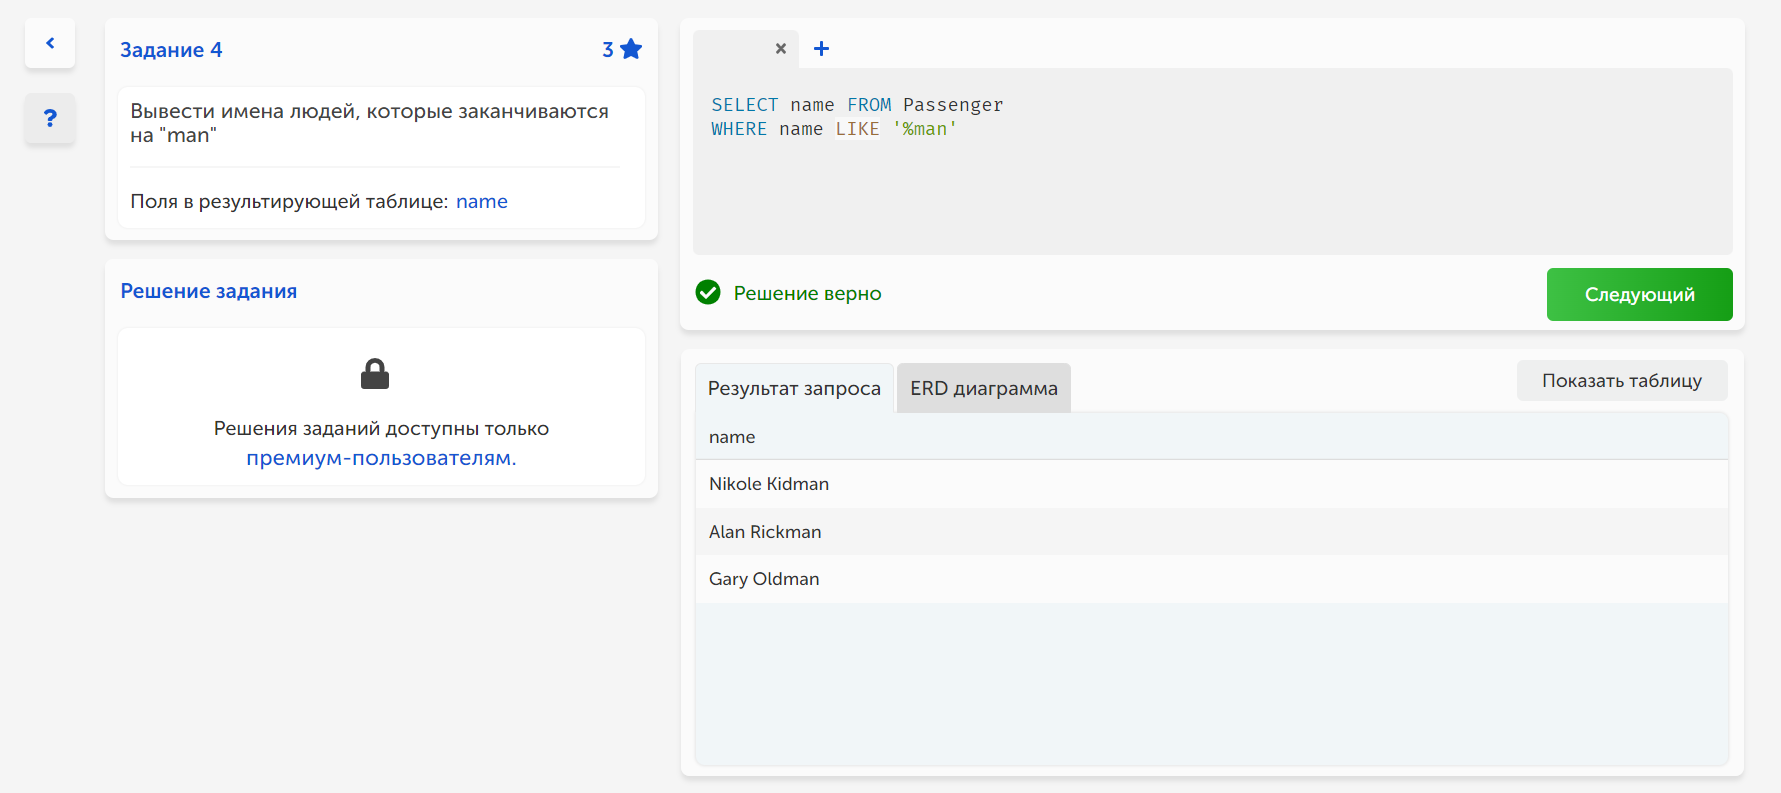 Задание 4
3
Вывести имена людей, которые заканчиваются
на "man"
Поля в результирующей таблице: name
Решение задания
Решения заданий доступны только
премиум-пользователям.
SELECT name FROM Passenger
WHERE name LIKE '%man'
Решение верно
Следующий
Результат запроса
ERD диаграмма
Показать таблицу
name
Nikole Kidman
Alan Rickman
Gary Oldman